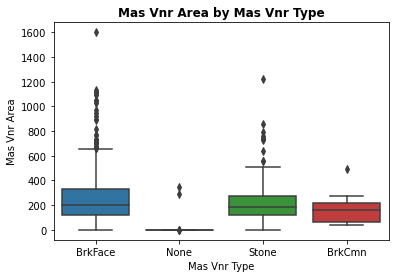 Mas Vnr Area by Mas Vnr Type
1600
1400
1200
1000
800
600
400
200
0
Mas Vnr Area
BrkFace None Stone BrkCmn
Mas Vnr Type